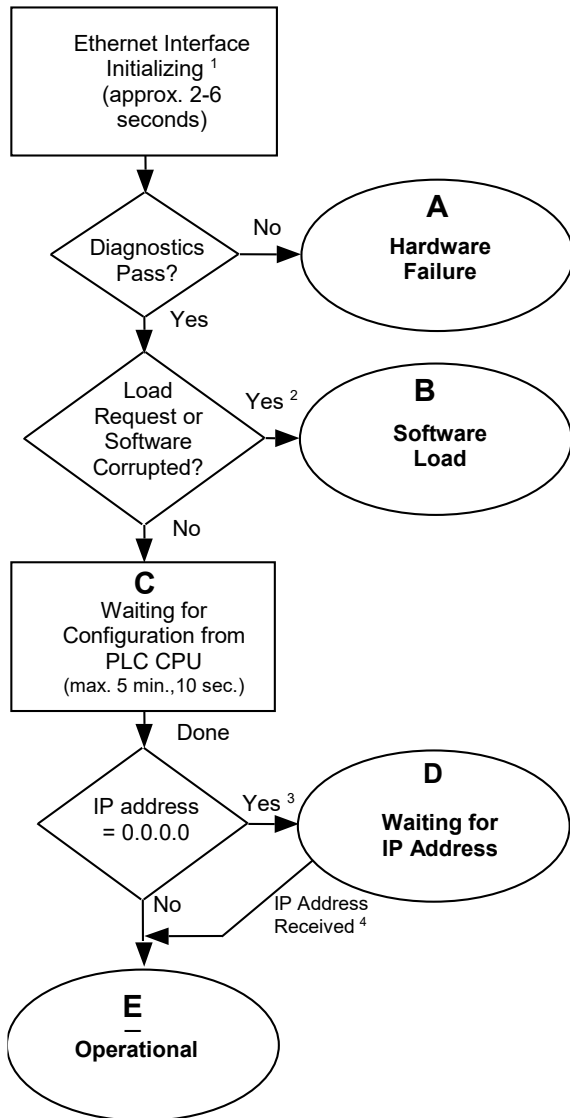 Ethernet Interface
Initializing 1
(approx. 2-6
seconds)
Diagnostics
Pass?
No
A
Hardware
Failure
Yes
Load
Request or
Software
Corrupted?
Yes 2
B
Software
Load
No
C
Waiting for
Configuration from
PLC CPU
(max. 5 min.,10 sec.)
Done
IP address
= 0.0.0.0
Yes 3
D
Waiting for
IP Address
No
IP Address
Received 4
E
Operational